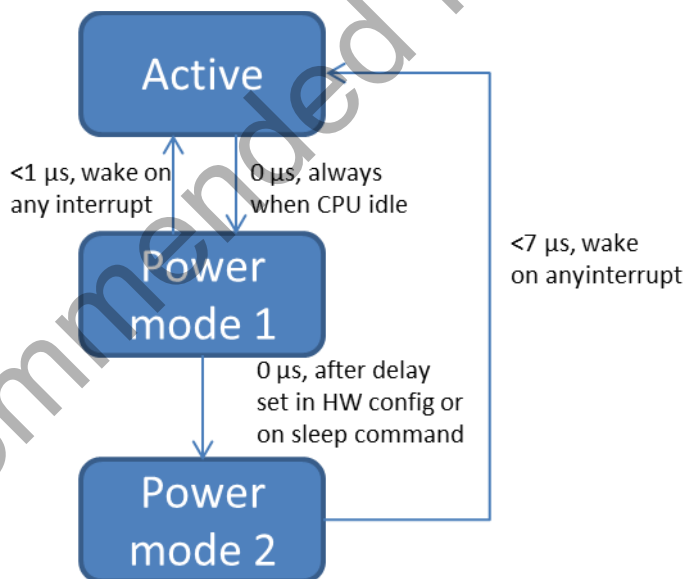 Active
<1 µs, wake on
any interrupt
0 µs, always
when CPU idle
Power
mode 1
<7 µs, wake
on anyinterrupt
0 µs, after delay
set in HW config or
on sleep command
Power
mode 2
ommended